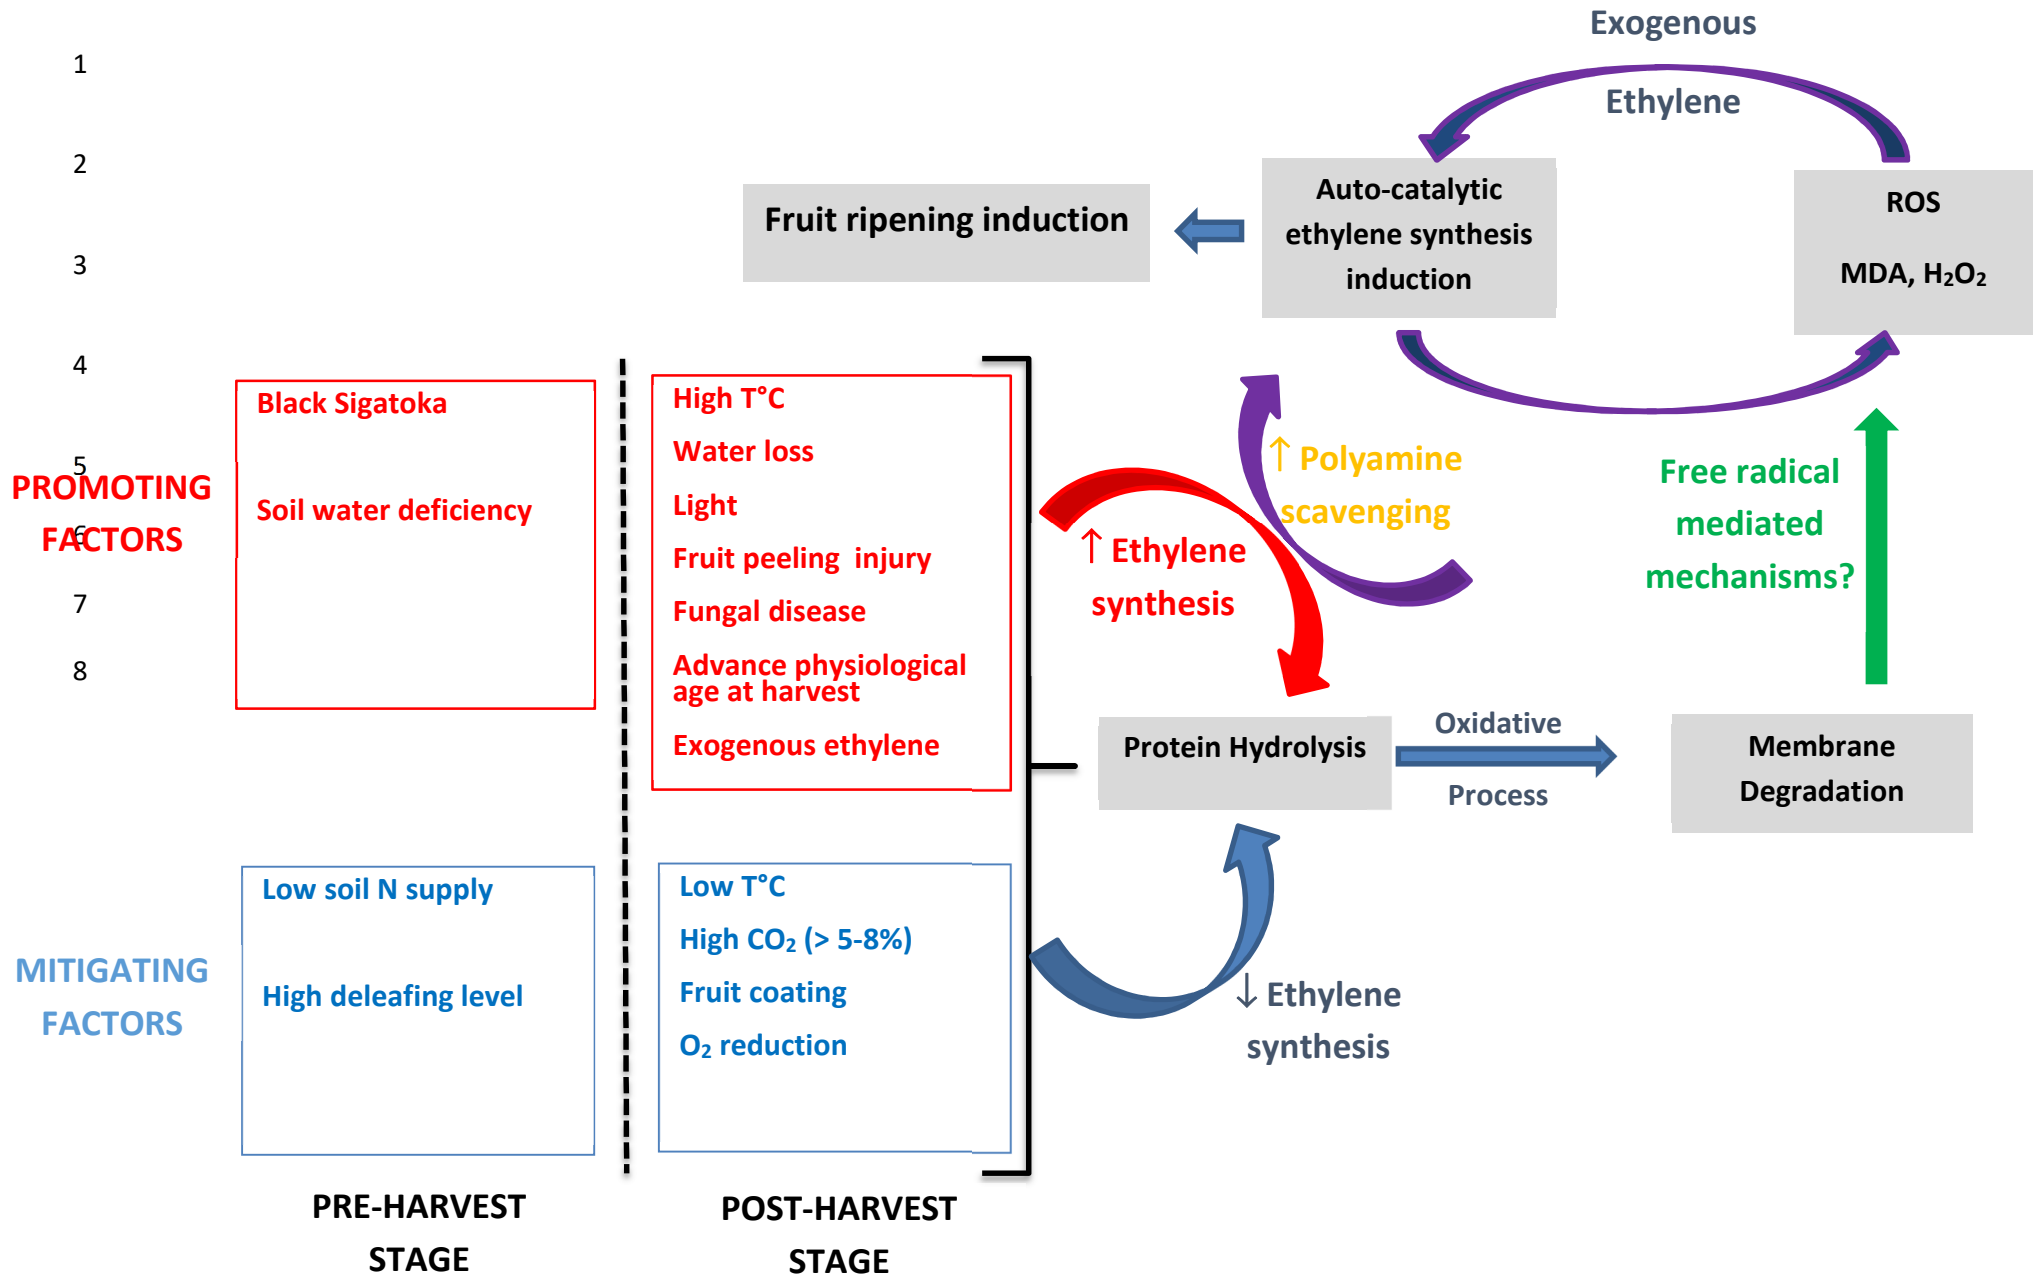 1
2
3
4
5
6
7
8
Exogenous
Ethylene
Fruit ripening induction
Auto-catalytic
ethylene synthesis
induction
ROS
MDA, H₂O₂
PROMOTING
FACTORS
Black Sigatoka
Soil water deficiency
High T°C
Water loss
Light
Fruit peeling  injury
Fungal disease
Advance physiological
age at harvest
Exogenous ethylene
↑ Ethylene
synthesis
↑ Polyamine
scavenging
Free radical
mediated
mechanisms?
Protein Hydrolysis
Oxidative
Process
Membrane
Degradation
MITIGATING
FACTORS
Low soil N supply
High deleafing level
Low T°C
High CO₂ (> 5-8%)
Fruit coating
O₂ reduction
↓ Ethylene
synthesis
PRE-HARVEST
STAGE
POST-HARVEST
STAGE